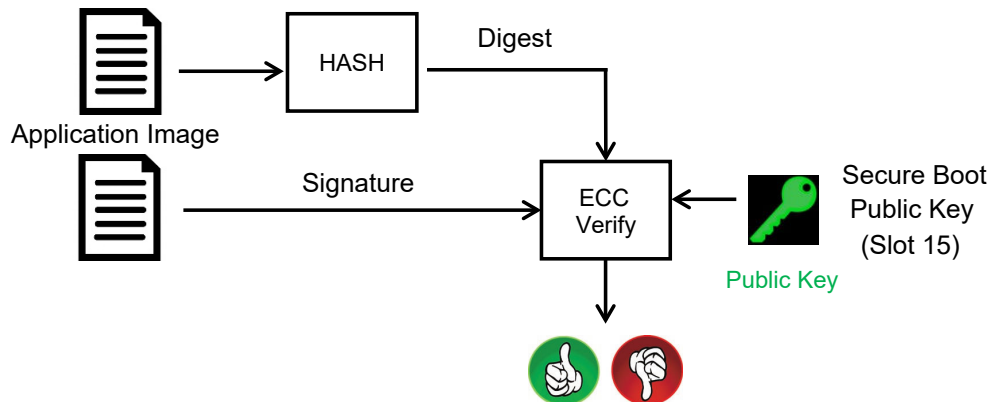 Digest
HASH
Application Image
Signature
ECC
Verify
Secure Boot
Public Key
(Slot 15)
Public Key